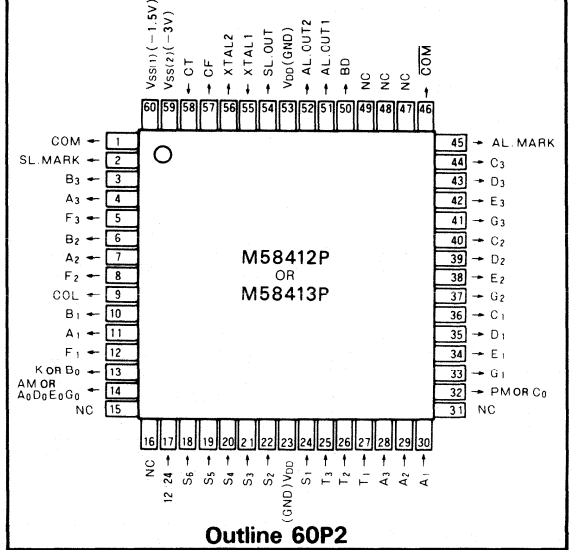 VSS(1)(−1.5V)
VSS(2)(−3V)
CT
CF
XTAL2
XTAL1
SL.OUT
VDD(GND)
AL.OUT2
AL.OUT1
BD
NC
NC
NC
COM
60 59 58 57 56 55 54 53 52 51 50 49 48 47 46
COM 1
SL.MARK 2
B3 3
A3 4
F3 5
B2 6
A2 7
F2 8
COL 9
B1 10
A1 11
F1 12
K OR B0 13
AM OR
A0D0E0G0 14
NC 15
M58412P
OR
M58413P
45 AL.MARK
44 C3
43 D3
42 E3
41 G3
40 C2
39 D2
38 E2
37 G2
36 C1
35 D1
34 E1
33 G1
32 PM OR C0
31 NC
16 17 18 19 20 21 22 23 24 25 26 27 28 29 30
NC
12 24
S6
S5
S4
S3
S2
(GND)VDD
S1
T3
T2
T1
A3
A2
A1
Outline 60P2